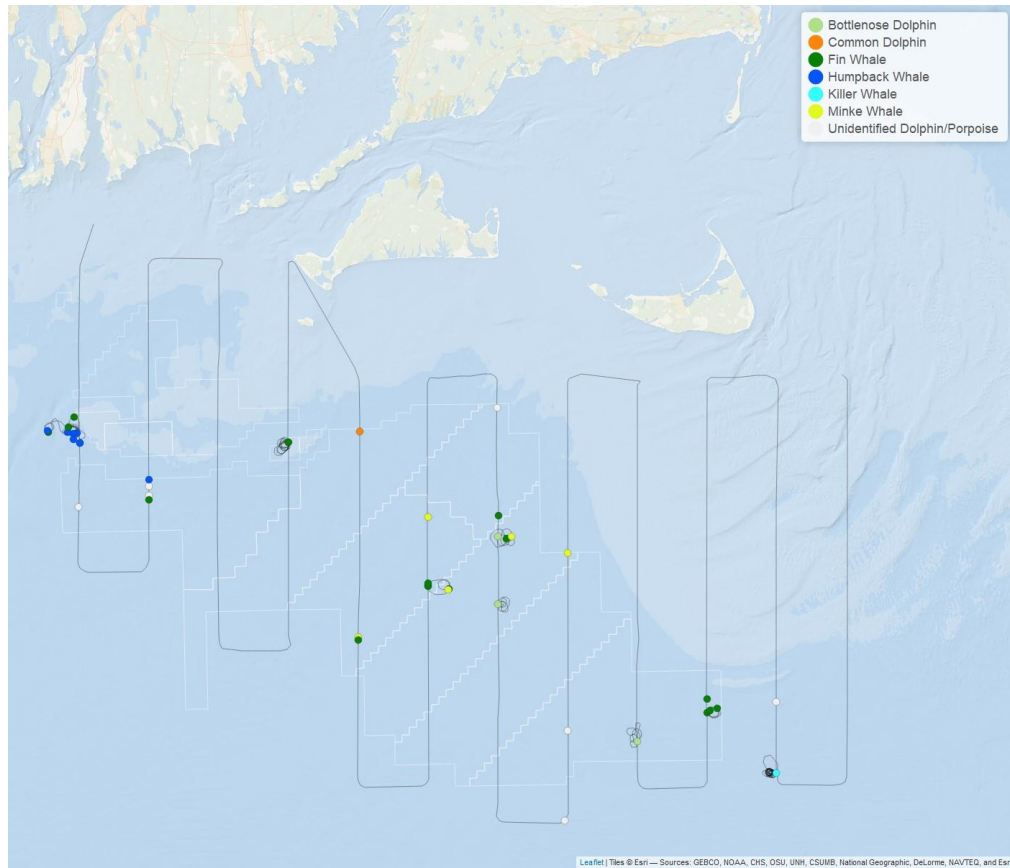 Bottlenose Dolphin
Common Dolphin
Fin Whale
Humpback Whale
Killer Whale
Minke Whale
Unidentified Dolphin/Porpoise
Leaflet | Tiles © Esri — Sources: GEBCO, NOAA, CHS, OSU, UNH, CSUMB, National Geographic, DeLorme, NAVTEQ, and Esr